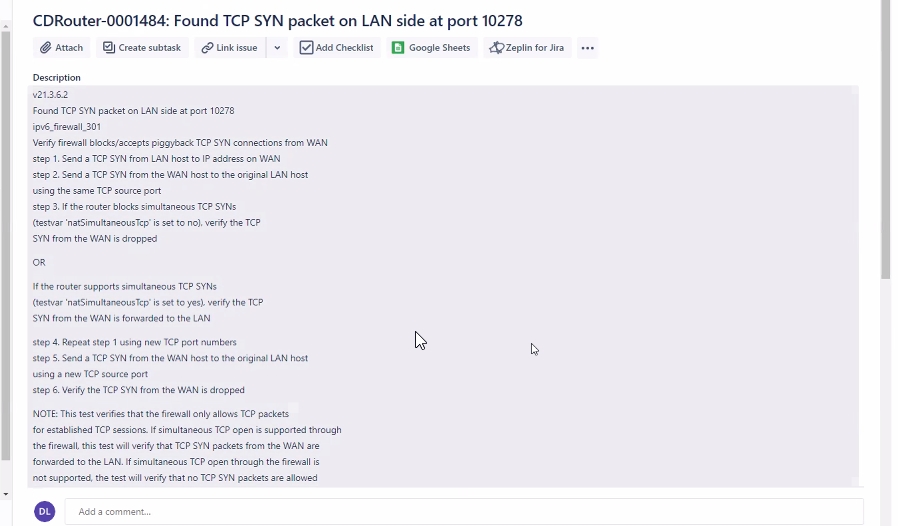 CDRouter-0001484: Found TCP SYN packet on LAN side at port 10278
Attach Create subtask Link issue Add Checklist Google Sheets Zeplin for Jira
Description
v21.3.6.2
Found TCP SYN packet on LAN side at port 10278
ipv6_firewall_301
Verify firewall blocks/accepts piggyback TCP SYN connections from WAN
step 1. Send a TCP SYN from LAN host to IP address on WAN
step 2. Send a TCP SYN from the WAN host to the original LAN host
using the same TCP source port
step 3. If the router blocks simultaneous TCP SYNs
(testvar 'natSimultaneousTcp' is set to no), verify the TCP
SYN from the WAN is dropped
OR
If the router supports simultaneous TCP SYNs
(testvar 'natSimultaneousTcp' is set to yes), verify the TCP
SYN from the WAN is forwarded to the LAN
step 4. Repeat step 1 using new TCP port numbers
step 5. Send a TCP SYN from the WAN host to the original LAN host
using a new TCP source port
step 6. Verify the TCP SYN from the WAN is dropped
NOTE: This test verifies that the firewall only allows TCP packets
for established TCP sessions. If simultaneous TCP open is supported through
the firewall, this test will verify that TCP SYN packets from the WAN are
forwarded to the LAN. If simultaneous TCP open through the firewall is
not supported, the test will verify that no TCP SYN packets are allowed
DL Add a comment...